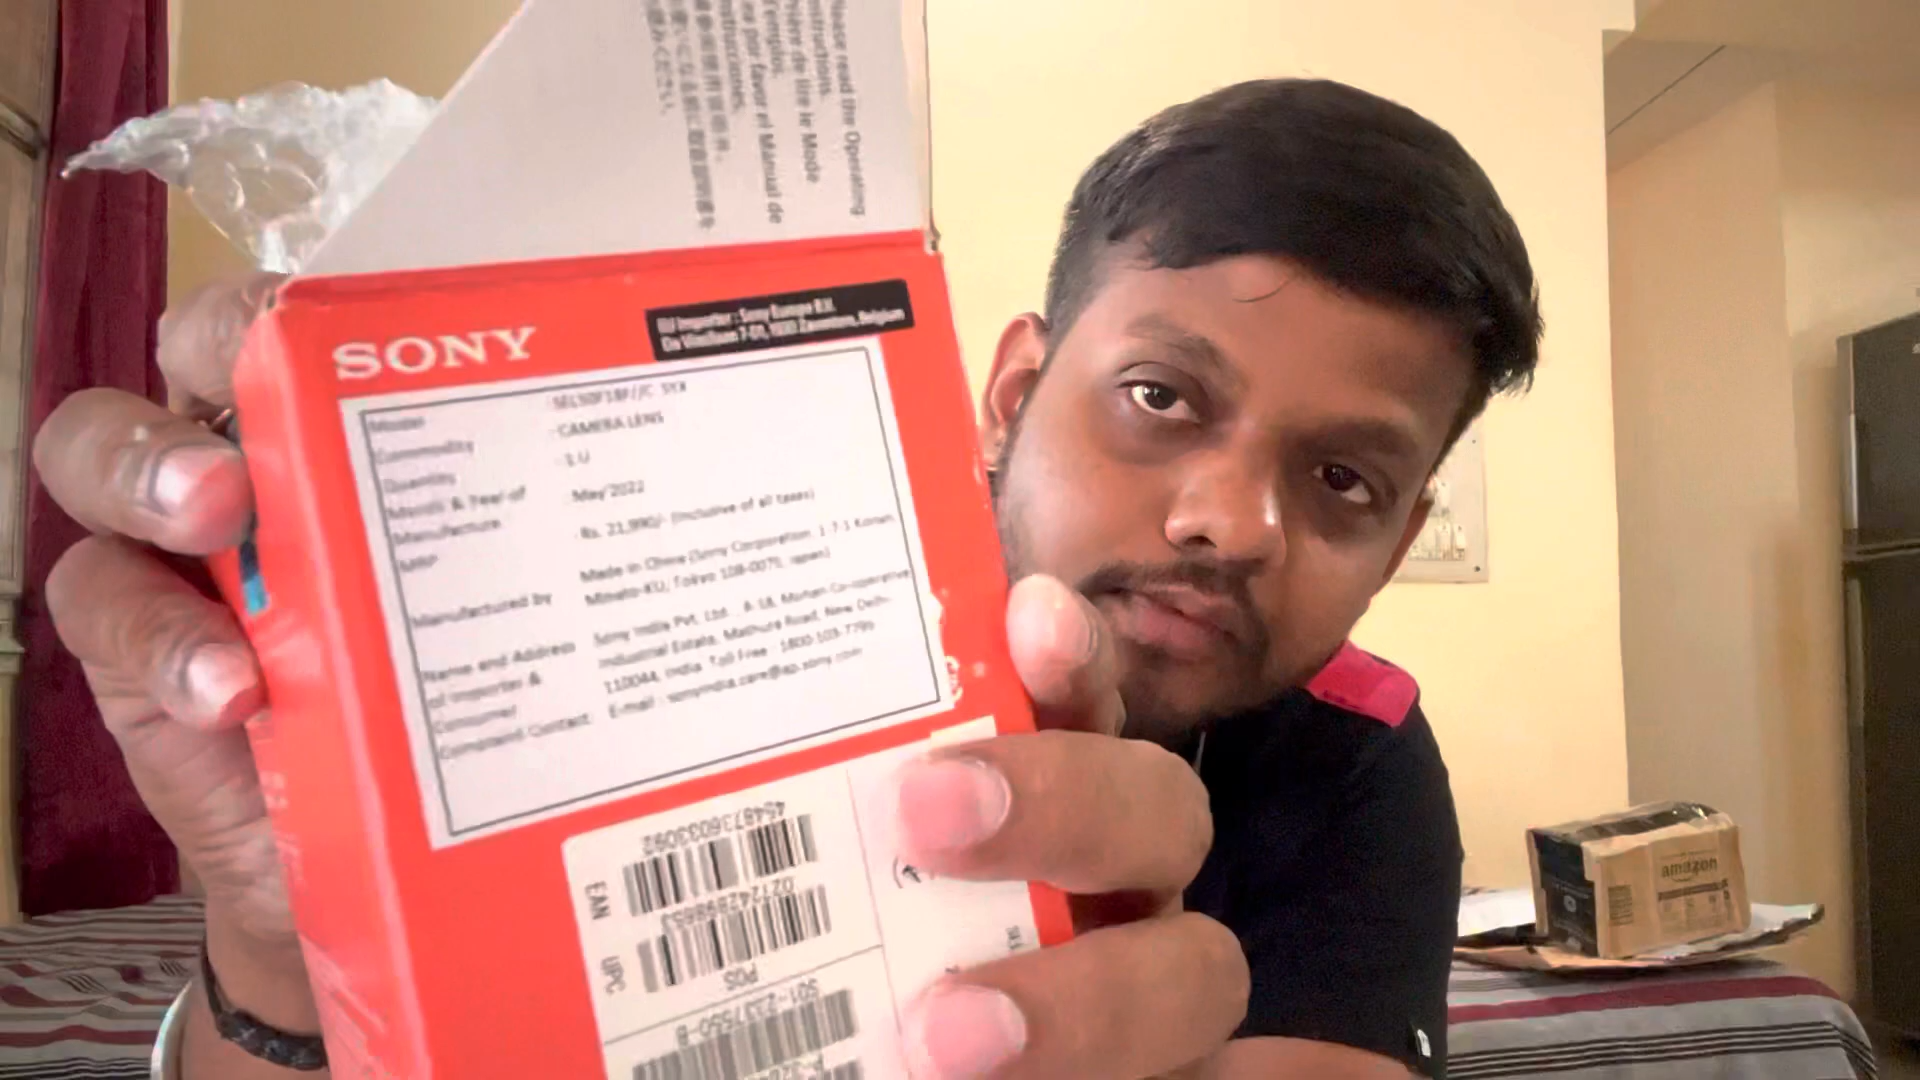 Please read the Operating
Instructions.
Prière de lire le Mode
d'emploi.
Lea por favor el Manual de
instrucciones.
SONY
EU Importer : Sony Europe B.V.
Da Vincilaan 7-D1, 1930 Zaventem, Belgium
Model
Commodity : CAMERA LENS
Quantity : 1 U
Month & Year of
Manufacture : May'2022
MRP : Rs. 21,990/- (Inclusive of all taxes)
Manufactured by Made in China (Sony Corporation, 1-7-1 Konan
Minato-KU, Tokyo 108-0075, Japan)
Name and Address
of Importer &
Consumer
Complaint Contact
Sony India Pvt. Ltd., A-18, Mohan Co-operative
Industrial Estate, Mathura Road, New Delhi-
110044, India Toll Free : 1800-103-7799
E-mail : sonyindia.care@ap.sony.com
4548736033092
EAN
027242898653
UPC
POS
amazon